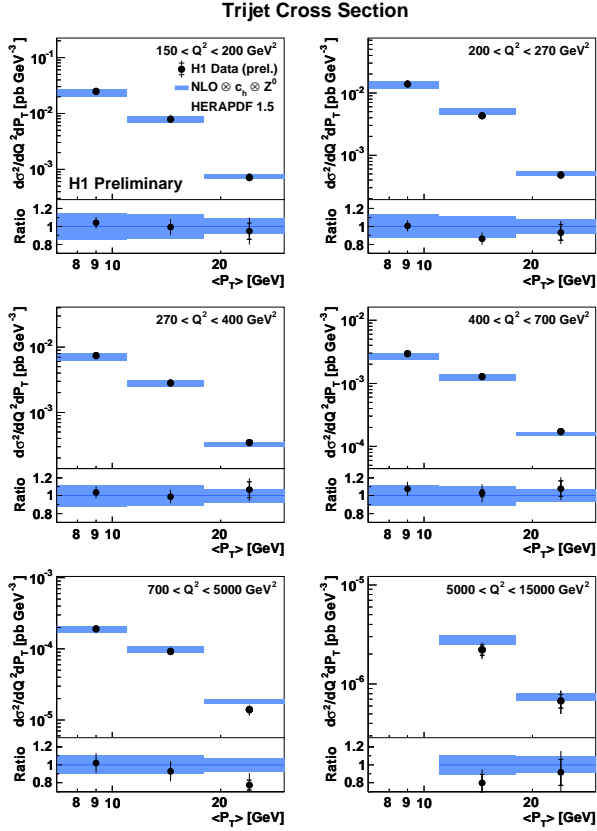 Trijet Cross Section
150 < Q² < 200 GeV²
H1 Data (prel.)
NLO ⊗ c_h ⊗ Z⁰
HERAPDF 1.5
H1 Preliminary
dσ²/dQ²dP_T [pb GeV⁻³]
10⁻¹
10⁻²
10⁻³
Ratio
1.2
1
0.8
8 9 10 20
<P_T> [GeV]
200 < Q² < 270 GeV²
dσ²/dQ²dP_T [pb GeV⁻³]
10⁻²
10⁻³
Ratio
1.2
1
0.8
8 9 10 20
<P_T> [GeV]
270 < Q² < 400 GeV²
dσ²/dQ²dP_T [pb GeV⁻³]
10⁻²
10⁻³
Ratio
1.2
1
0.8
8 9 10 20
<P_T> [GeV]
400 < Q² < 700 GeV²
dσ²/dQ²dP_T [pb GeV⁻³]
10⁻²
10⁻³
10⁻⁴
Ratio
1.2
1
0.8
8 9 10 20
<P_T> [GeV]
700 < Q² < 5000 GeV²
dσ²/dQ²dP_T [pb GeV⁻³]
10⁻³
10⁻⁴
10⁻⁵
Ratio
1.2
1
0.8
8 9 10 20
<P_T> [GeV]
5000 < Q² < 15000 GeV²
dσ²/dQ²dP_T [pb GeV⁻³]
10⁻⁵
10⁻⁶
Ratio
1.2
1
0.8
8 9 10 20
<P_T> [GeV]